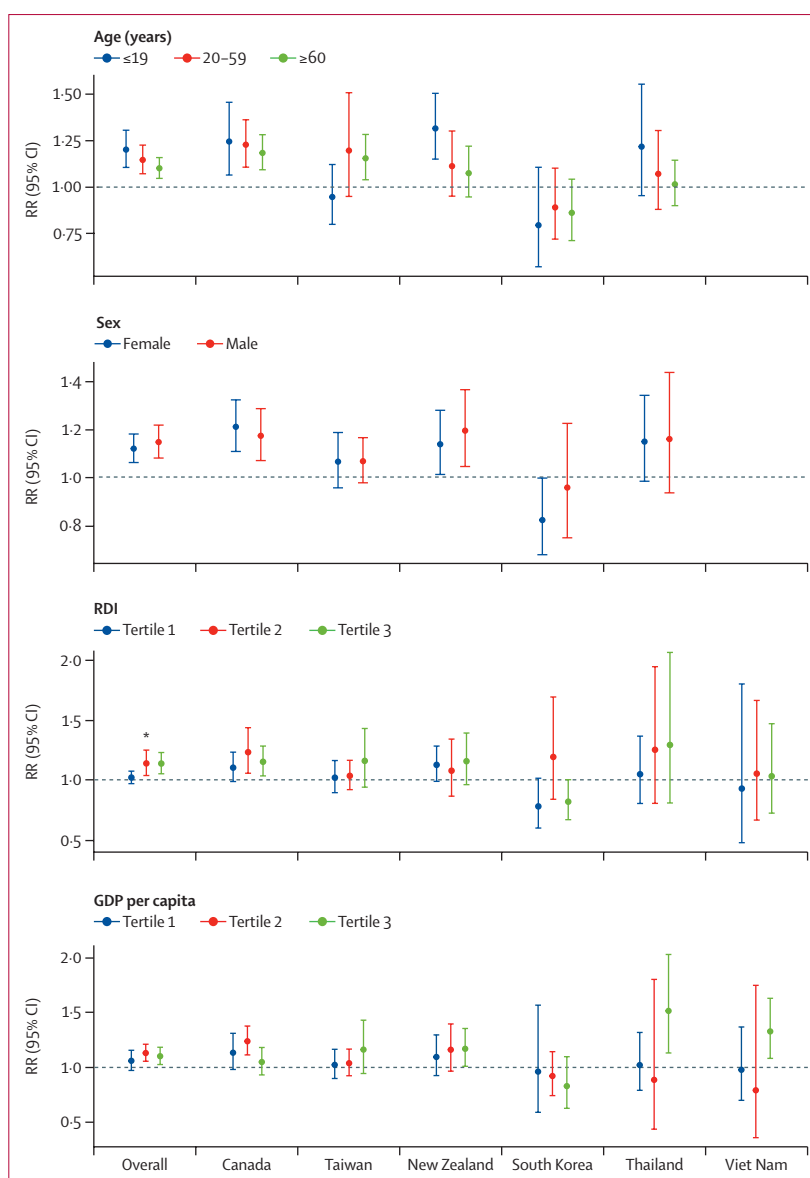 Age (years)
≤19 20–59 ≥60
1·50
1·25
1·00
0·75
RR (95% CI)
Sex
Female Male
1·4
1·2
1·0
0·8
RR (95% CI)
RDI
Tertile 1 Tertile 2 Tertile 3
2·0
1·5
1·0
0·5
RR (95% CI)
*
GDP per capita
Tertile 1 Tertile 2 Tertile 3
2·0
1·5
1·0
0·5
RR (95% CI)
Overall Canada Taiwan New Zealand South Korea Thailand Viet Nam